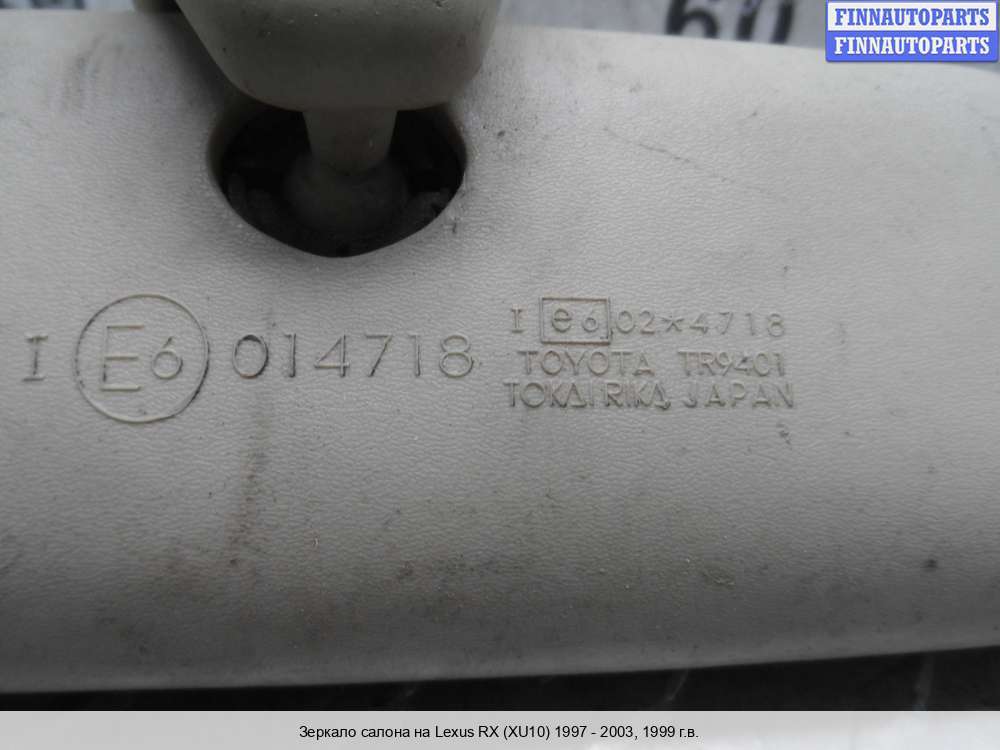 FINNAUTOPARTS
FINNAUTOPARTS
I E6 014718
I e6 02*4718
TOYOTA TR9401
TOKAI RIKA, JAPAN
Зеркало салона на Lexus RX (XU10) 1997 - 2003, 1999 г.в.